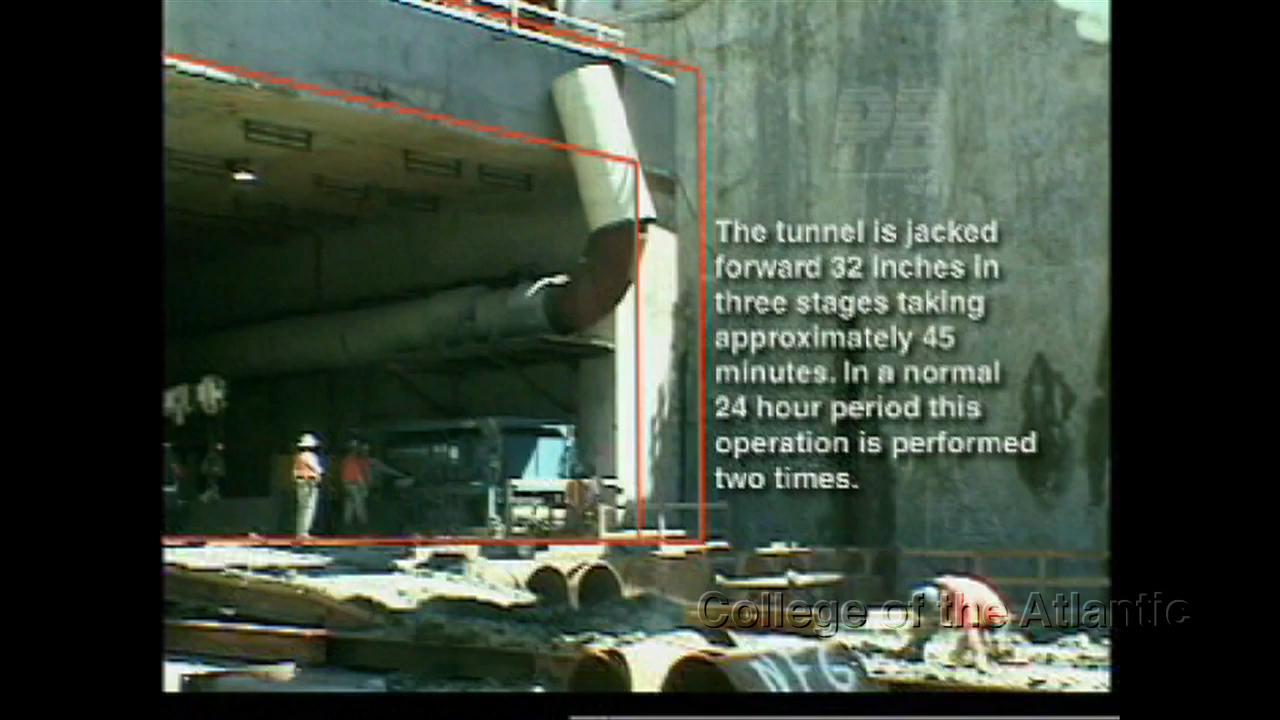 The tunnel is jacked
forward 32 inches in
three stages taking
approximately 45
minutes. In a normal
24 hour period this
operation is performed
two times.
College of the Atlantic
NFG